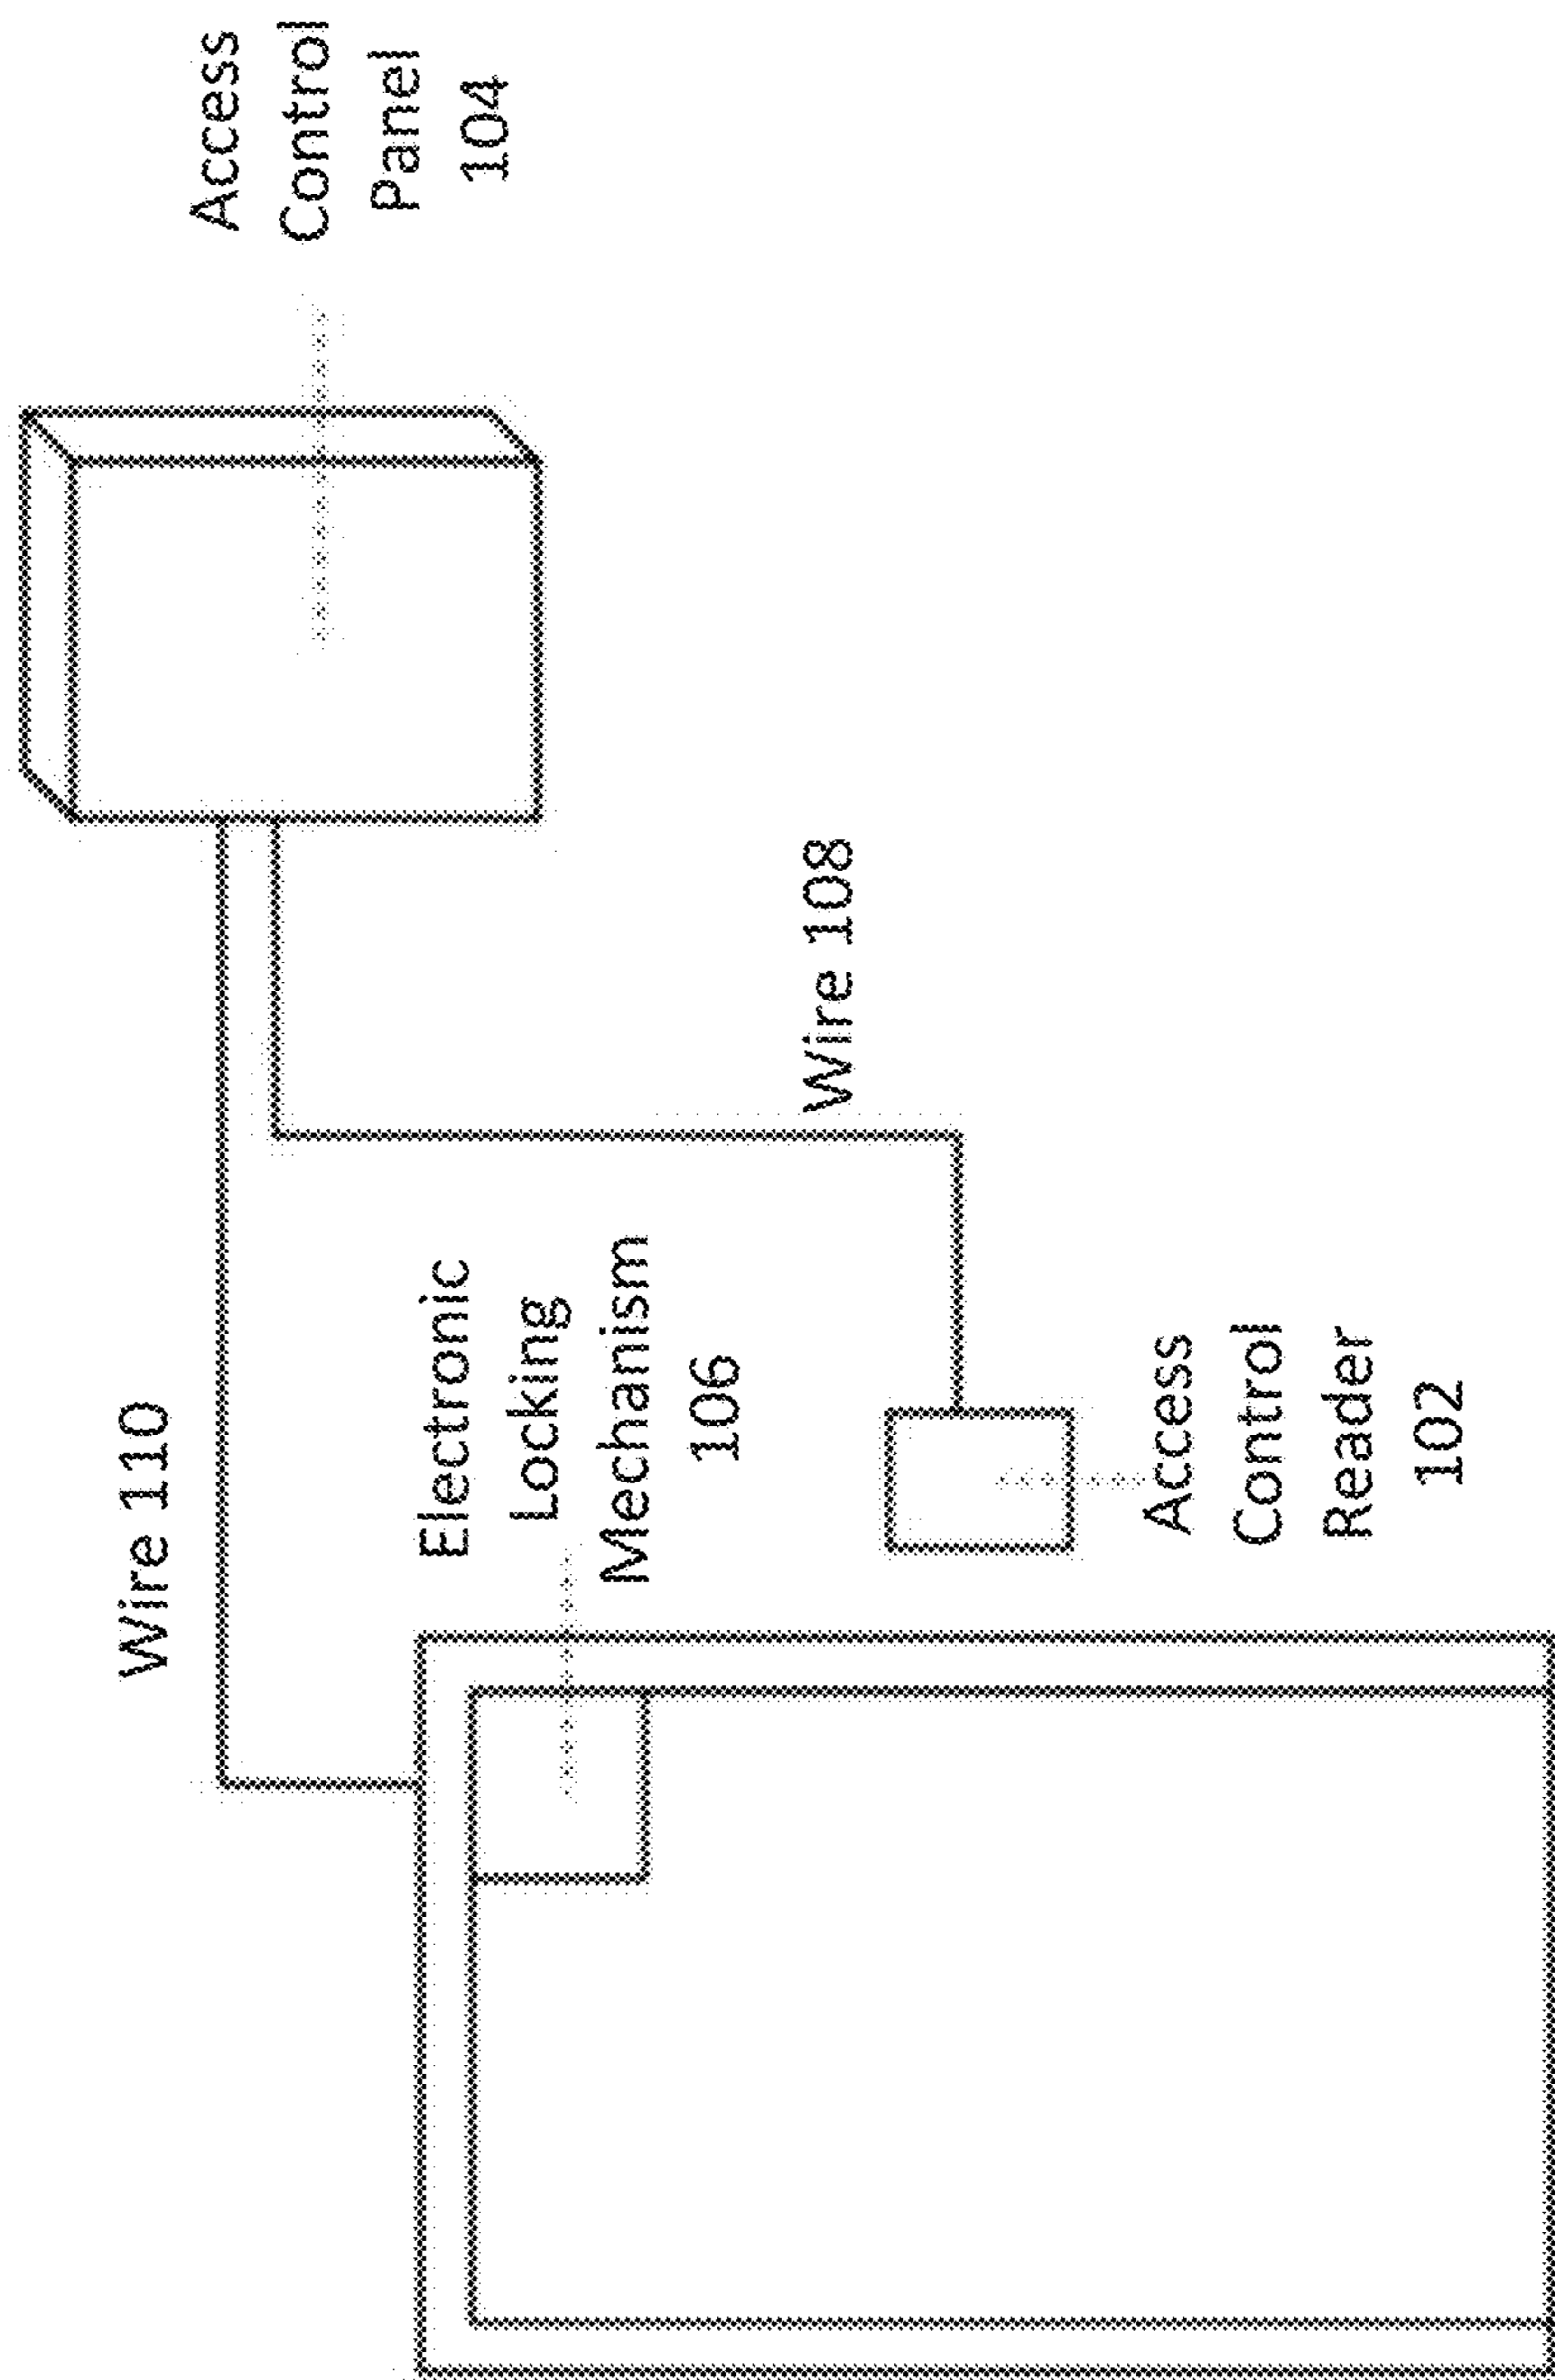 Wire 110
Electronic
Locking
Mechanism
106
Wire 108
Access
Control
Reader
102
Access
Control
Panel
104